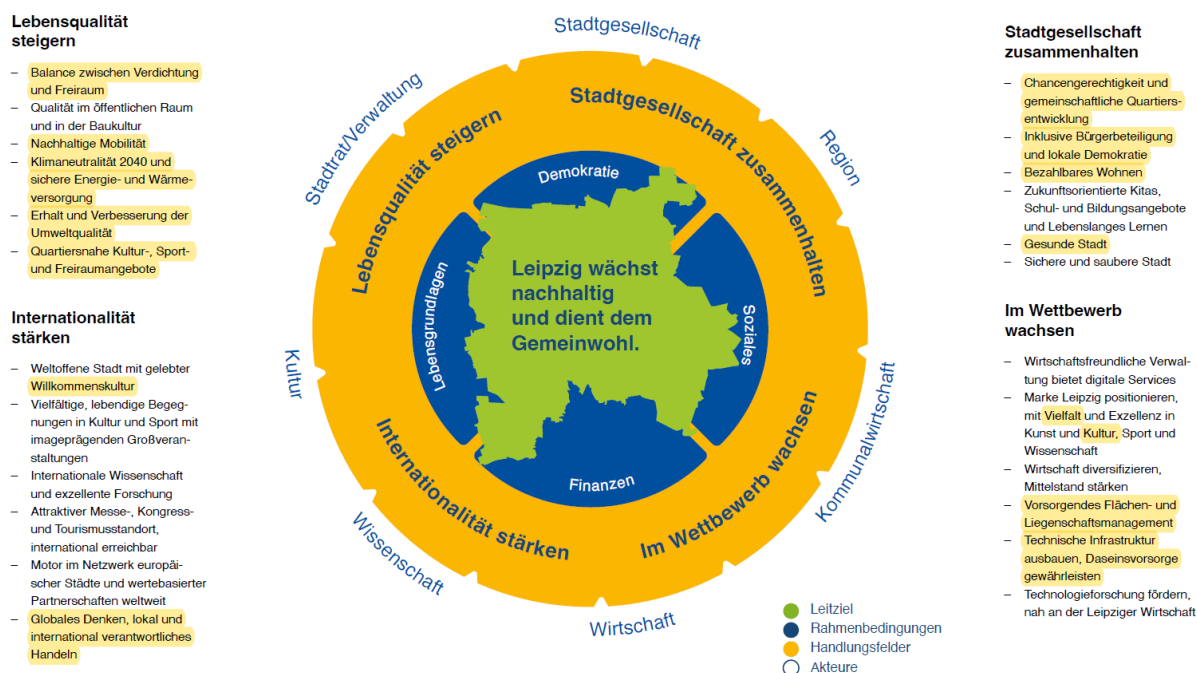 Lebensqualität
steigern
– Balance zwischen Verdichtung
und Freiraum
– Qualität im öffentlichen Raum
und in der Baukultur
– Nachhaltige Mobilität
– Klimaneutralität 2040 und
sichere Energie- und Wärme-
versorgung
– Erhalt und Verbesserung der
Umweltqualität
– Quartiersnahe Kultur-, Sport-
und Freiraumangebote
Internationalität
stärken
– Weltoffene Stadt mit gelebter
Willkommenskultur
– Vielfältige, lebendige Begeg-
nungen in Kultur und Sport mit
imageprägenden Großveran-
staltungen
– Internationale Wissenschaft
und exzellente Forschung
– Attraktiver Messe-, Kongress-
und Tourismusstandort,
international erreichbar
– Motor im Netzwerk europäi-
scher Städte und wertebasierter
Partnerschaften weltweit
– Globales Denken, lokal und
international verantwortliches
Handeln
Stadtgesellschaft
Region
Kommunalwirtschaft
Wirtschaft
Wissenschaft
Kultur
Stadtrat/Verwaltung
Lebensqualität steigern
Stadtgesellschaft zusammenhalten
Im Wettbewerb wachsen
Internationalität stärken
Demokratie
Soziales
Finanzen
Lebensgrundlagen
Leipzig wächst
nachhaltig
und dient dem
Gemeinwohl.
Leitziel
Rahmenbedingungen
Handlungsfelder
Akteure
Stadtgesellschaft
zusammenhalten
– Chancengerechtigkeit und
gemeinschaftliche Quartiers-
entwicklung
– Inklusive Bürgerbeteiligung
und lokale Demokratie
– Bezahlbares Wohnen
– Zukunftsorientierte Kitas,
Schul- und Bildungsangebote
und Lebenslanges Lernen
– Gesunde Stadt
– Sichere und saubere Stadt
Im Wettbewerb
wachsen
– Wirtschaftsfreundliche Verwal-
tung bietet digitale Services
– Marke Leipzig positionieren,
mit Vielfalt und Exzellenz in
Kunst und Kultur, Sport und
Wissenschaft
– Wirtschaft diversifizieren,
Mittelstand stärken
– Vorsorgendes Flächen- und
Liegenschaftsmanagement
– Technische Infrastruktur
ausbauen, Daseinsvorsorge
gewährleisten
– Technologieforschung fördern,
nah an der Leipziger Wirtschaft